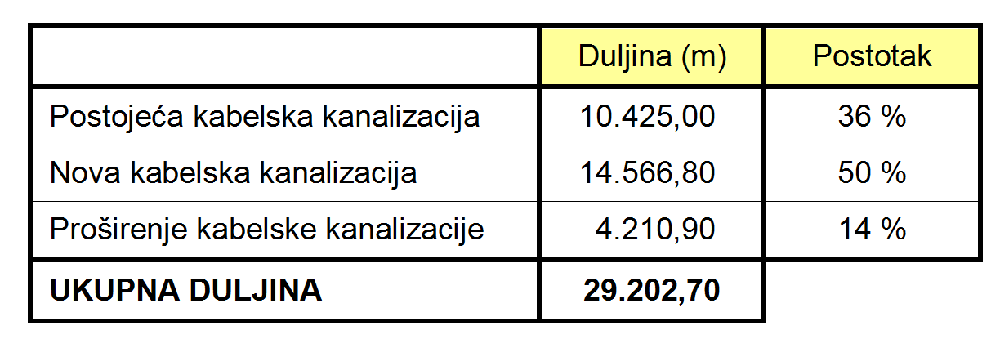 Duljina (m) Postotak
Postojeća kabelska kanalizacija 10.425,00 36 %
Nova kabelska kanalizacija 14.566,80 50 %
Proširenje kabelske kanalizacije 4.210,90 14 %
UKUPNA DULJINA 29.202,70